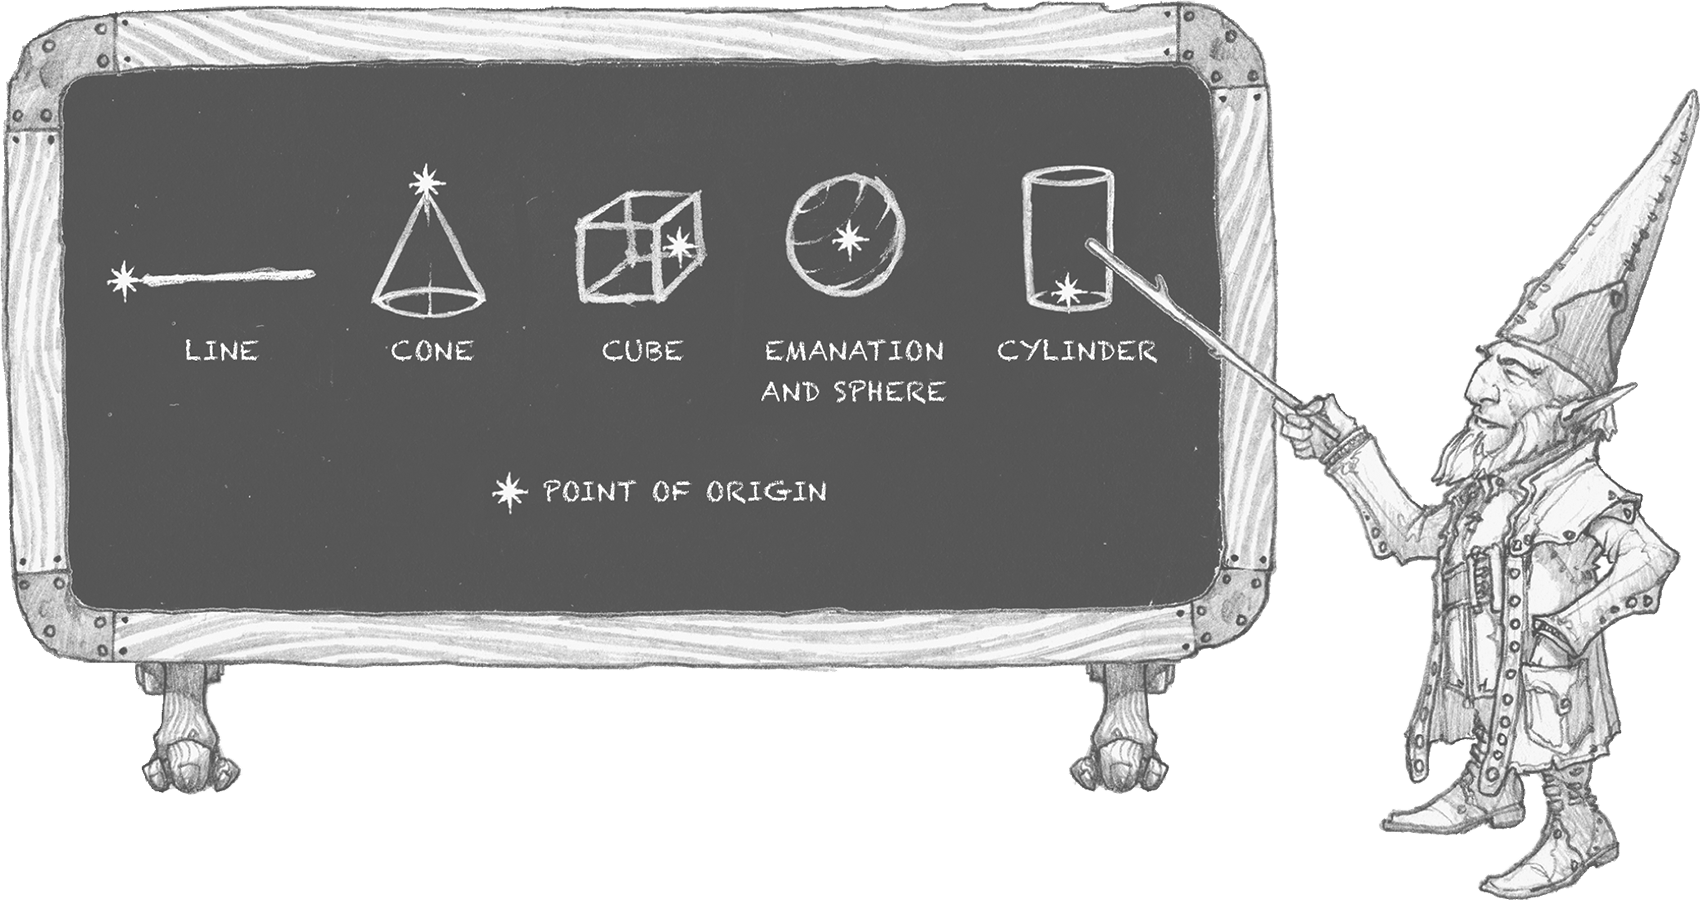 LINE
CONE
CUBE
EMANATION
AND SPHERE
CYLINDER
POINT OF ORIGIN